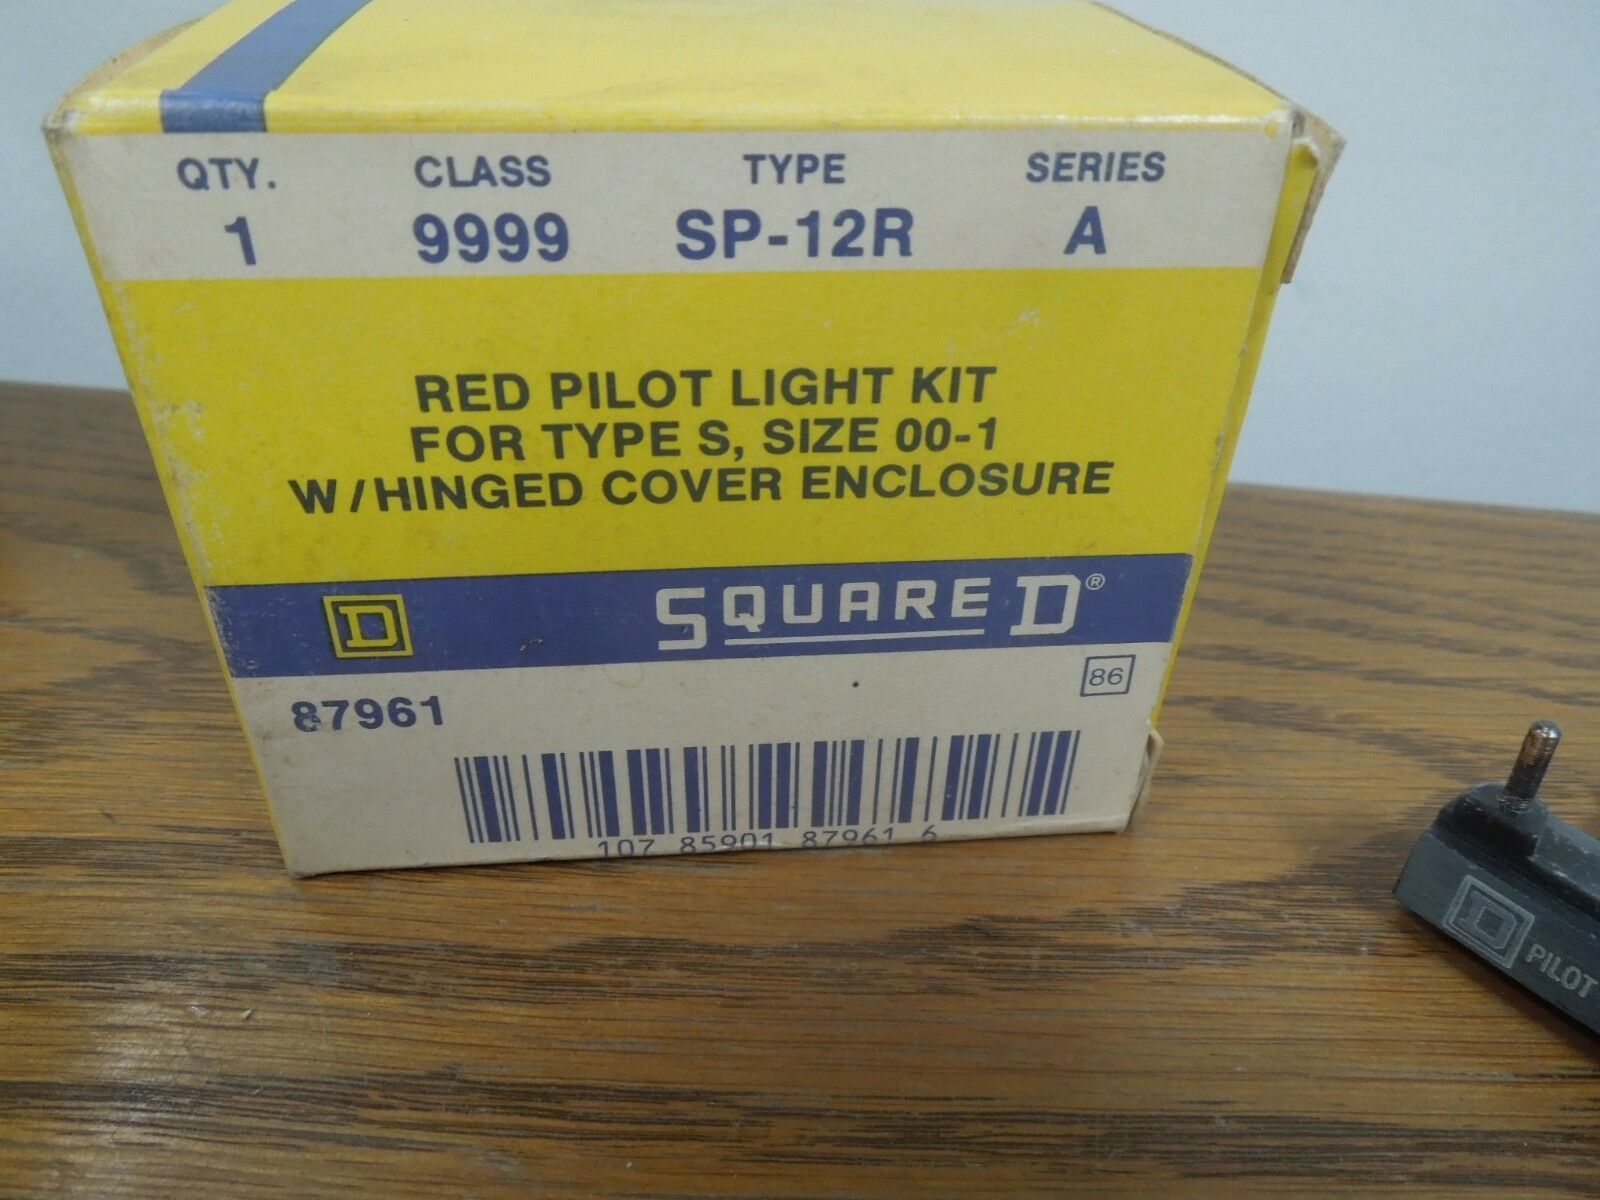 QTY. CLASS TYPE SERIES
1 9999 SP-12R A
RED PILOT LIGHT KIT
FOR TYPE S, SIZE 00-1
W/HINGED COVER ENCLOSURE
D SQUARE D®
87961
86
107 85901 87961 6
D PILOT